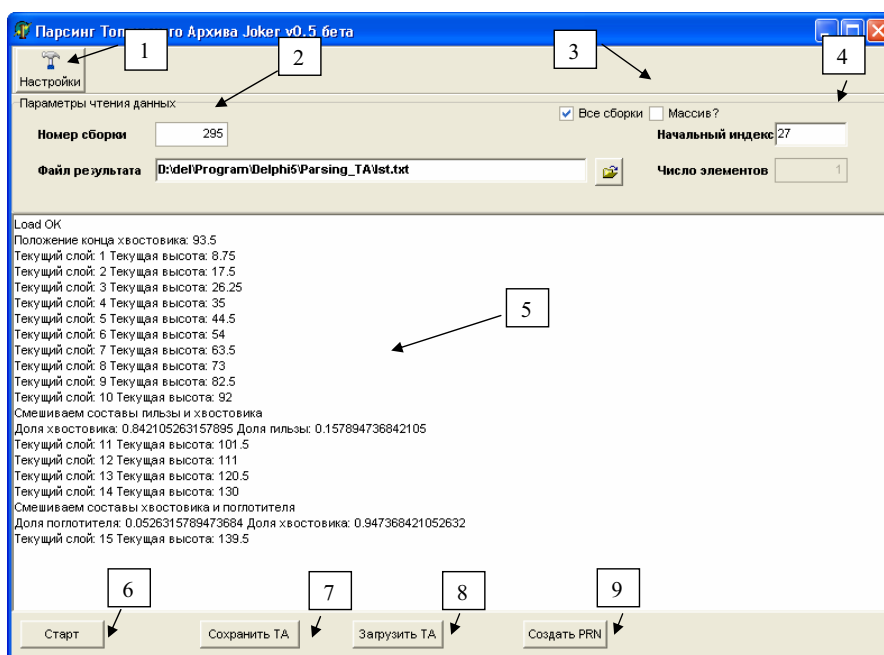 Парсинг Топ го Архива Joker v0.5 бета
1
2
3
4
Настройки
Параметры чтения данных
Все сборки Массив?
Номер сборки 295 Начальный индекс 27
Файл результата D:\del\Program\Delphi5\Parsing_TA\lst.txt Число элементов 1
Load OK
Положение конца хвостовика: 93.5
Текущий слой: 1 Текущая высота: 8.75
Текущий слой: 2 Текущая высота: 17.5
Текущий слой: 3 Текущая высота: 26.25
Текущий слой: 4 Текущая высота: 35
Текущий слой: 5 Текущая высота: 44.5
5
Текущий слой: 6 Текущая высота: 54
Текущий слой: 7 Текущая высота: 63.5
Текущий слой: 8 Текущая высота: 73
Текущий слой: 9 Текущая высота: 82.5
Текущий слой: 10 Текущая высота: 92
Смешиваем составы гильзы и хвостовика
Доля хвостовика: 0.842105263157895 Доля гильзы: 0.157894736842105
Текущий слой: 11 Текущая высота: 101.5
Текущий слой: 12 Текущая высота: 111
Текущий слой: 13 Текущая высота: 120.5
Текущий слой: 14 Текущая высота: 130
Смешиваем составы хвостовика и поглотителя
Доля поглотителя: 0.0526315789473684 Доля хвостовика: 0.947368421052632
Текущий слой: 15 Текущая высота: 139.5
6
7
8
9
Старт Сохранить ТА Загрузить ТА Создать PRN